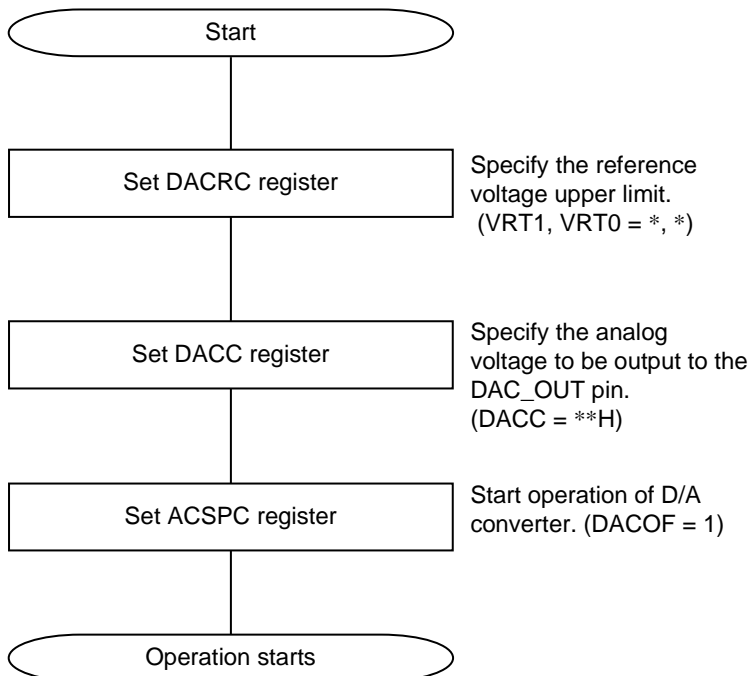 Start
Set DACRC register
Specify the reference
voltage upper limit.
(VRT1, VRT0 = *, *)
Set DACC register
Specify the analog
voltage to be output to the
DAC_OUT pin.
(DACC = **H)
Set ACSPC register
Start operation of D/A
converter. (DACOF = 1)
Operation starts